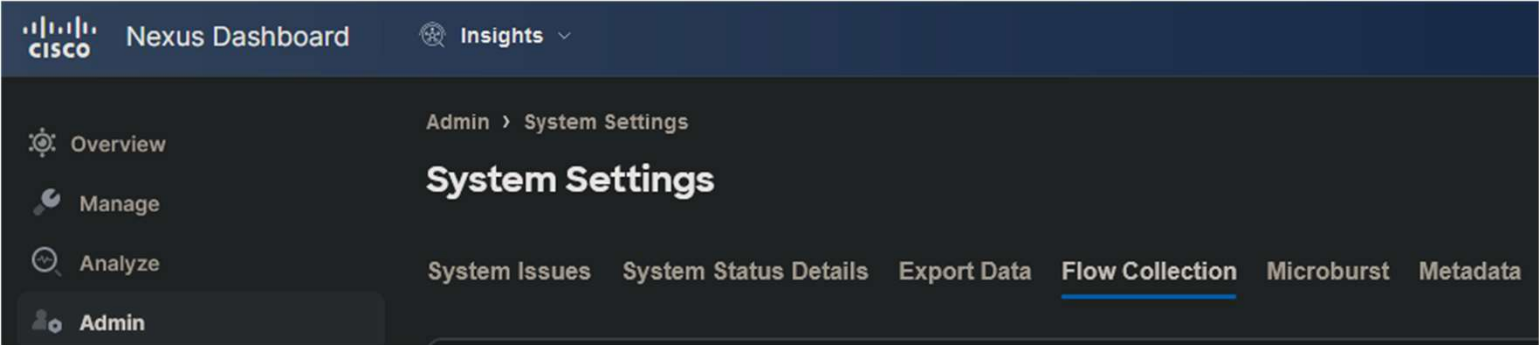 CISCO Nexus Dashboard Insights
Admin > System Settings
Overview
System Settings
Manage
Analyze
System Issues System Status Details Export Data Flow Collection Microburst Metadata
Admin